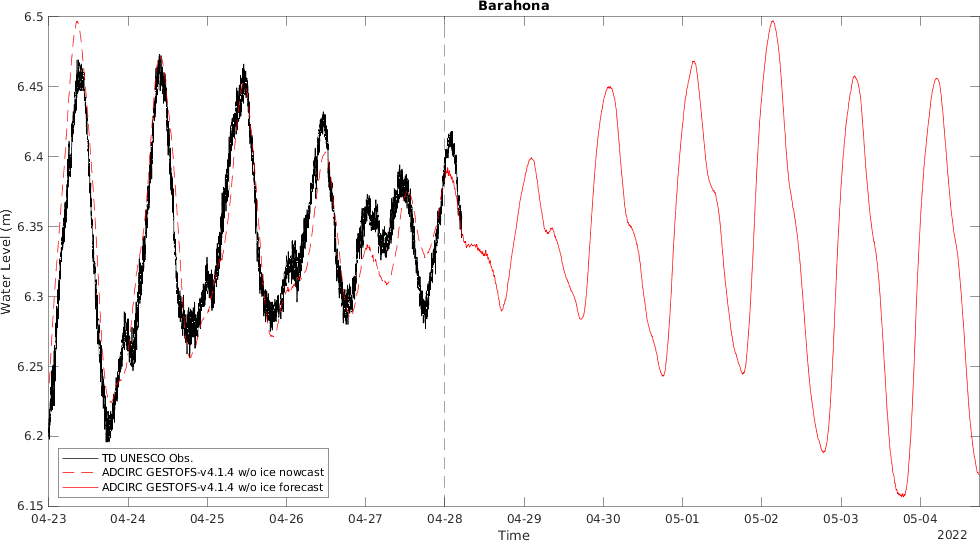 Barahona
6.5
6.45
6.4
6.35
6.3
6.25
6.2
6.15
Water Level (m)
TD UNESCO Obs.
ADCIRC GESTOFS-v4.1.4 w/o ice nowcast
ADCIRC GESTOFS-v4.1.4 w/o ice forecast
04-23 04-24 04-25 04-26 04-27 04-28 04-29 04-30 05-01 05-02 05-03 05-04
Time
2022